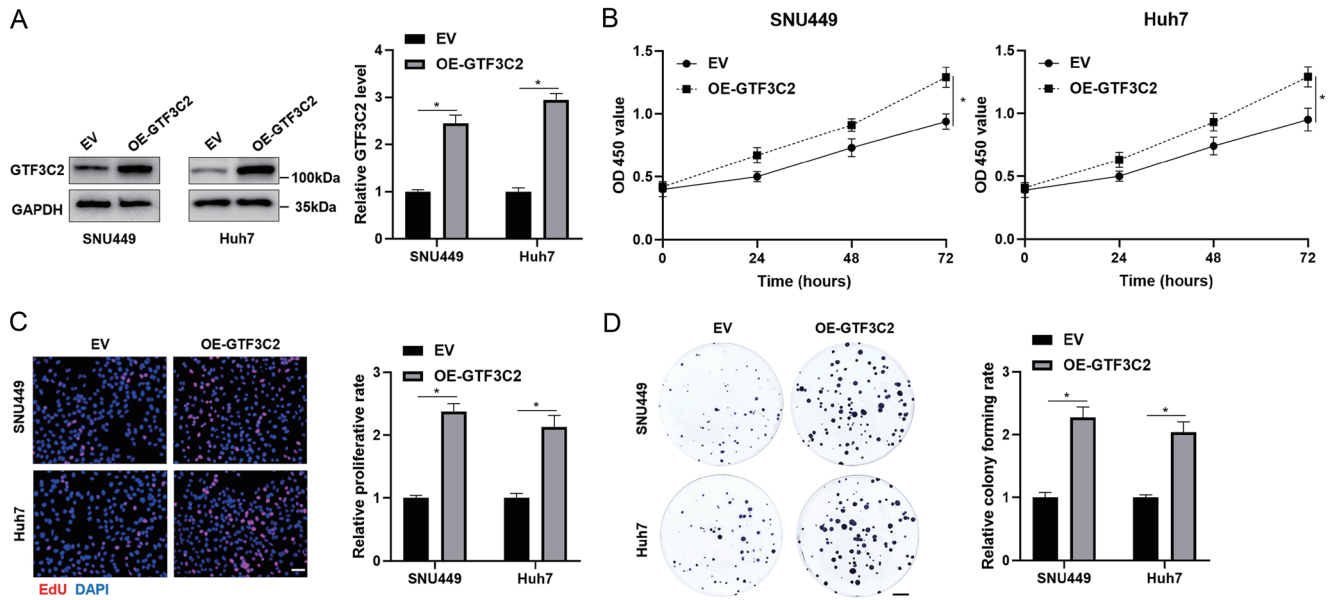 A
EV
OE-GTF3C2
EV
OE-GTF3C2
GTF3C2
100kDa
GAPDH
35kDa
SNU449
Huh7
EV
OE-GTF3C2
Relative GTF3C2 level
4
3
2
1
0
*
*
SNU449
Huh7
B
SNU449
EV
OE-GTF3C2
OD 450 value
1.5
1.0
0.5
0.0
*
0
24
48
72
Time (hours)
Huh7
EV
OE-GTF3C2
OD 450 value
1.5
1.0
0.5
0.0
*
0
24
48
72
Time (hours)
C
EV
OE-GTF3C2
SNU449
Huh7
EdU DAPI
EV
OE-GTF3C2
Relative proliferative rate
3
2
1
0
*
*
SNU449
Huh7
D
EV
OE-GTF3C2
SNU449
Huh7
EV
OE-GTF3C2
Relative colony forming rate
3
2
1
0
*
*
SNU449
Huh7